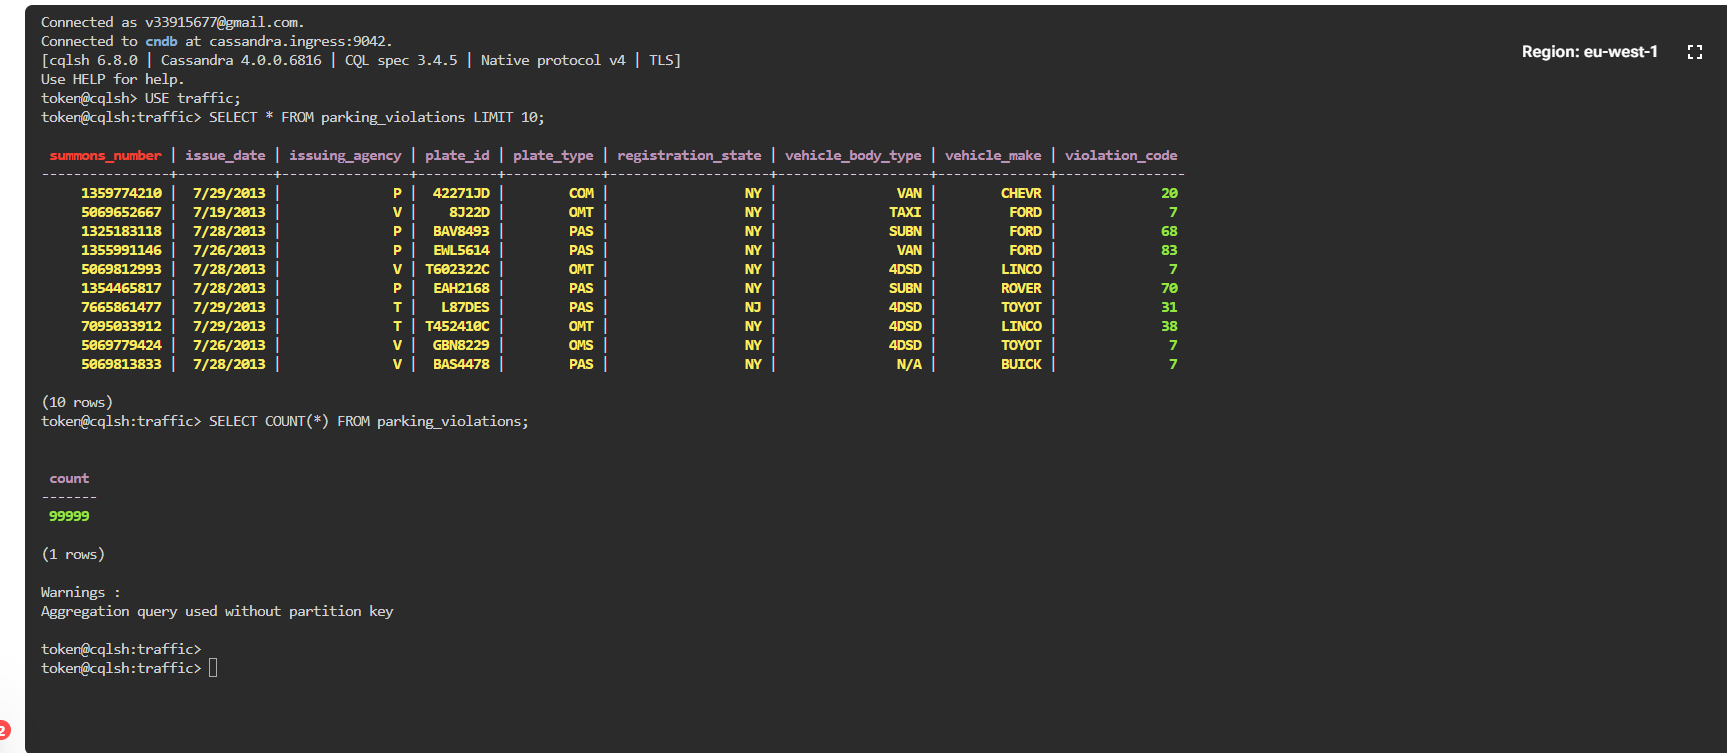 Connected as v33915677@gmail.com.
Connected to cndb at cassandra.ingress:9042.
Region: eu-west-1
[cqlsh 6.8.0 | Cassandra 4.0.0.6816 | CQL spec 3.4.5 | Native protocol v4 | TLS]
Use HELP for help.
token@cqlsh> USE traffic;
token@cqlsh:traffic> SELECT * FROM parking_violations LIMIT 10;
summons_number | issue_date | issuing_agency | plate_id | plate_type | registration_state | vehicle_body_type | vehicle_make | violation_code
----------------+------------+----------------+----------+------------+--------------------+-------------------+--------------+----------------
1359774210 | 7/29/2013 | P | 42271JD | COM | NY | VAN | CHEVR | 20
5069652667 | 7/19/2013 | V | 8J22D | OMT | NY | TAXI | FORD | 7
1325183118 | 7/28/2013 | P | BAV8493 | PAS | NY | SUBN | FORD | 68
1355991146 | 7/26/2013 | P | EWL5614 | PAS | NY | VAN | FORD | 83
5069812993 | 7/28/2013 | V | T602322C | OMT | NY | 4DSD | LINCO | 7
1354465817 | 7/28/2013 | P | EAH2168 | PAS | NY | SUBN | ROVER | 70
7665861477 | 7/29/2013 | T | L87DES | PAS | NJ | 4DSD | TOYOT | 31
7095033912 | 7/29/2013 | T | T452410C | OMT | NY | 4DSD | LINCO | 38
5069779424 | 7/26/2013 | V | GBN8229 | OMS | NY | 4DSD | TOYOT | 7
5069813833 | 7/28/2013 | V | BAS4478 | PAS | NY | N/A | BUICK | 7
(10 rows)
token@cqlsh:traffic> SELECT COUNT(*) FROM parking_violations;
count
-------
99999
(1 rows)
Warnings :
Aggregation query used without partition key
token@cqlsh:traffic>
token@cqlsh:traffic>
2